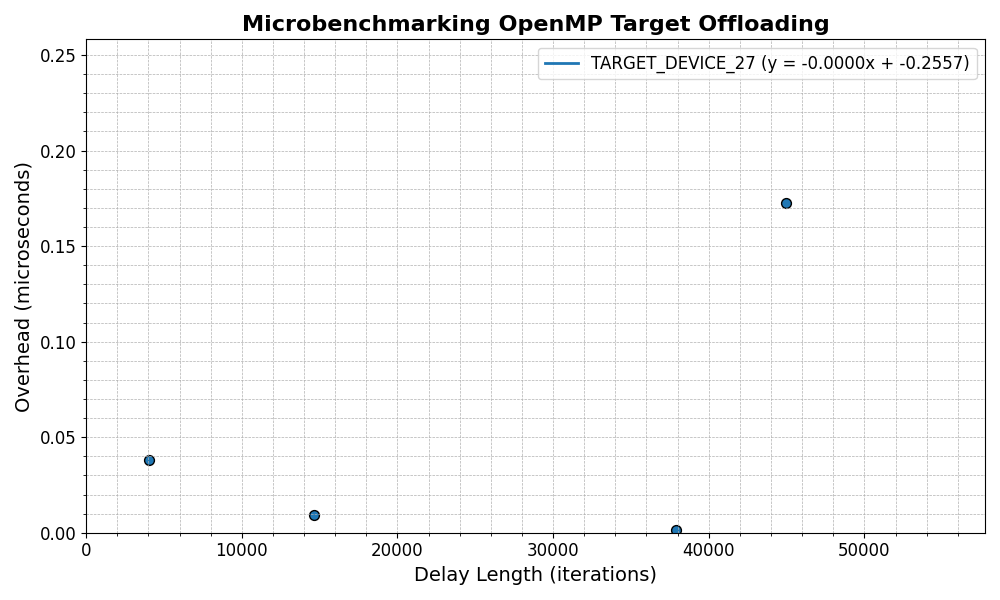 Microbenchmarking OpenMP Target Offloading
TARGET_DEVICE_27 (y = -0.0000x + -0.2557)
Overhead (microseconds)
0.25
0.20
0.15
0.10
0.05
0.00
0 10000 20000 30000 40000 50000
Delay Length (iterations)